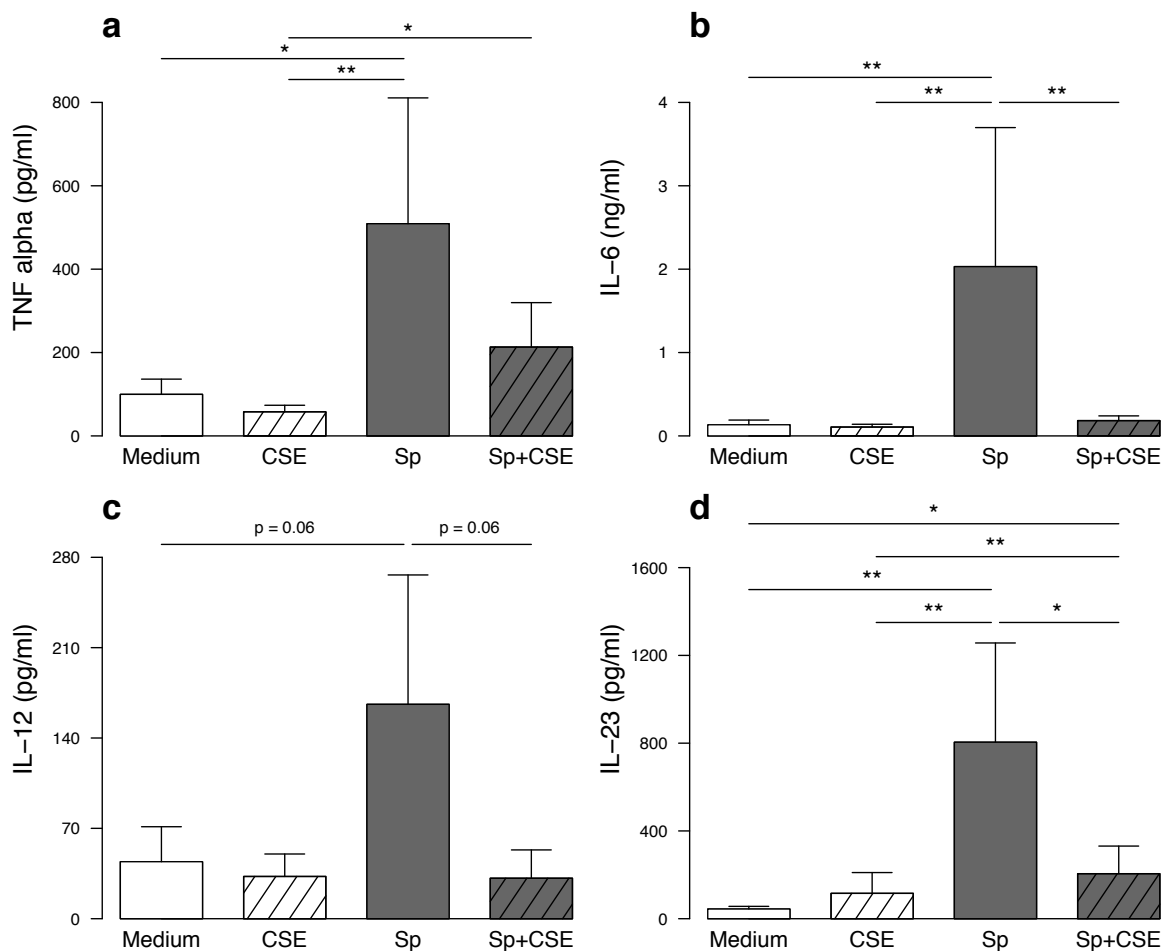 a
*
*
**
TNF alpha (pg/ml)
800
600
400
200
0
Medium CSE Sp Sp+CSE
b
**
** **
IL−6 (ng/ml)
4
3
2
1
0
Medium CSE Sp Sp+CSE
c
p = 0.06 p = 0.06
IL−12 (pg/ml)
280
210
140
70
0
Medium CSE Sp Sp+CSE
d
*
**
**
** *
IL−23 (pg/ml)
1600
1200
800
400
0
Medium CSE Sp Sp+CSE